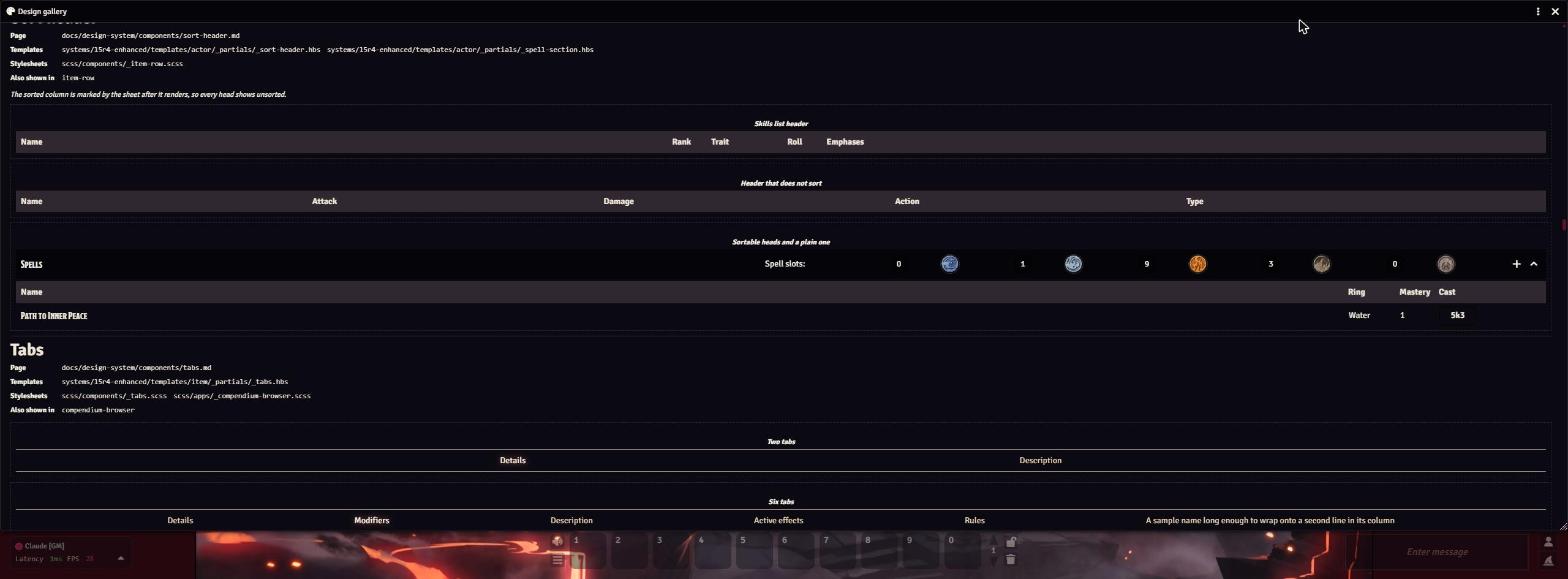 Design gallery
Page docs/design-system/components/sort-header.md
Templates systems/l5r4-enhanced/templates/actor/_partials/_sort-header.hbs systems/l5r4-enhanced/templates/actor/_partials/_spell-section.hbs
Stylesheets scss/components/_item-row.scss
Also shown in item-row
The sorted column is marked by the sheet after it renders, so every head shows unsorted.
Skills list header
Name Rank Trait Roll Emphases
Header that does not sort
Name Attack Damage Action Type
Sortable heads and a plain one
Spells Spell slots: 0 1 9 3 0
Name Ring Mastery Cast
Path to Inner Peace Water 1 5k3
Tabs
Page docs/design-system/components/tabs.md
Templates systems/l5r4-enhanced/templates/item/_partials/_tabs.hbs
Stylesheets scss/components/_tabs.scss scss/apps/_compendium-browser.scss
Also shown in compendium-browser
Two tabs
Details Description
Six tabs
Details Modifiers Description Active effects Rules A sample name long enough to wrap onto a second line in its column
Claude [GM]
Latency 1ms FPS 28
1 2 3 4 5 6 7 8 9 0
1
Enter message